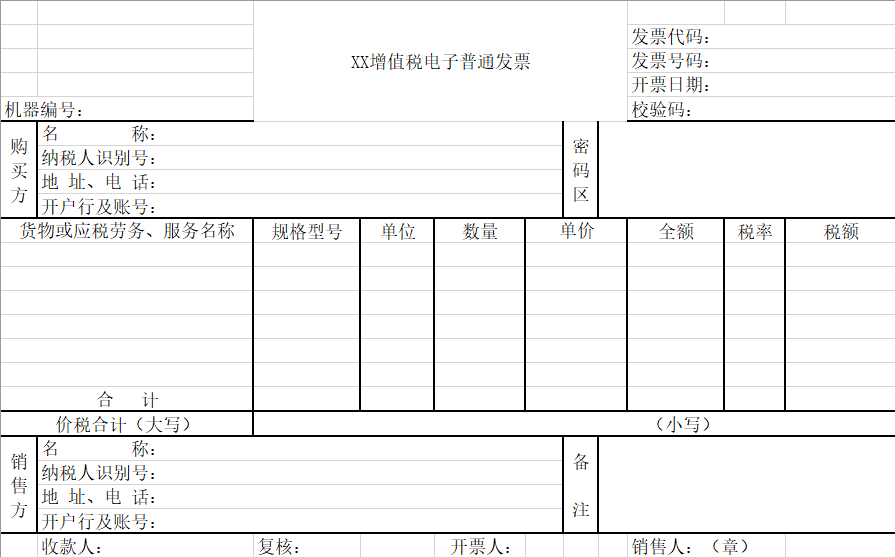 XX增值税电子普通发票
发票代码：
发票号码：
开票日期：
机器编号：
校验码：
购买方
名 称：
纳税人识别号：
地 址、电 话：
开户行及账号：
密码区
货物或应税劳务、服务名称 规格型号 单位 数量 单价 全额 税率 税额
合 计
价税合计（大写） （小写）
销售方
名 称：
纳税人识别号：
地 址、电 话：
开户行及账号：
备注
收款人： 复核： 开票人： 销售人：（章）